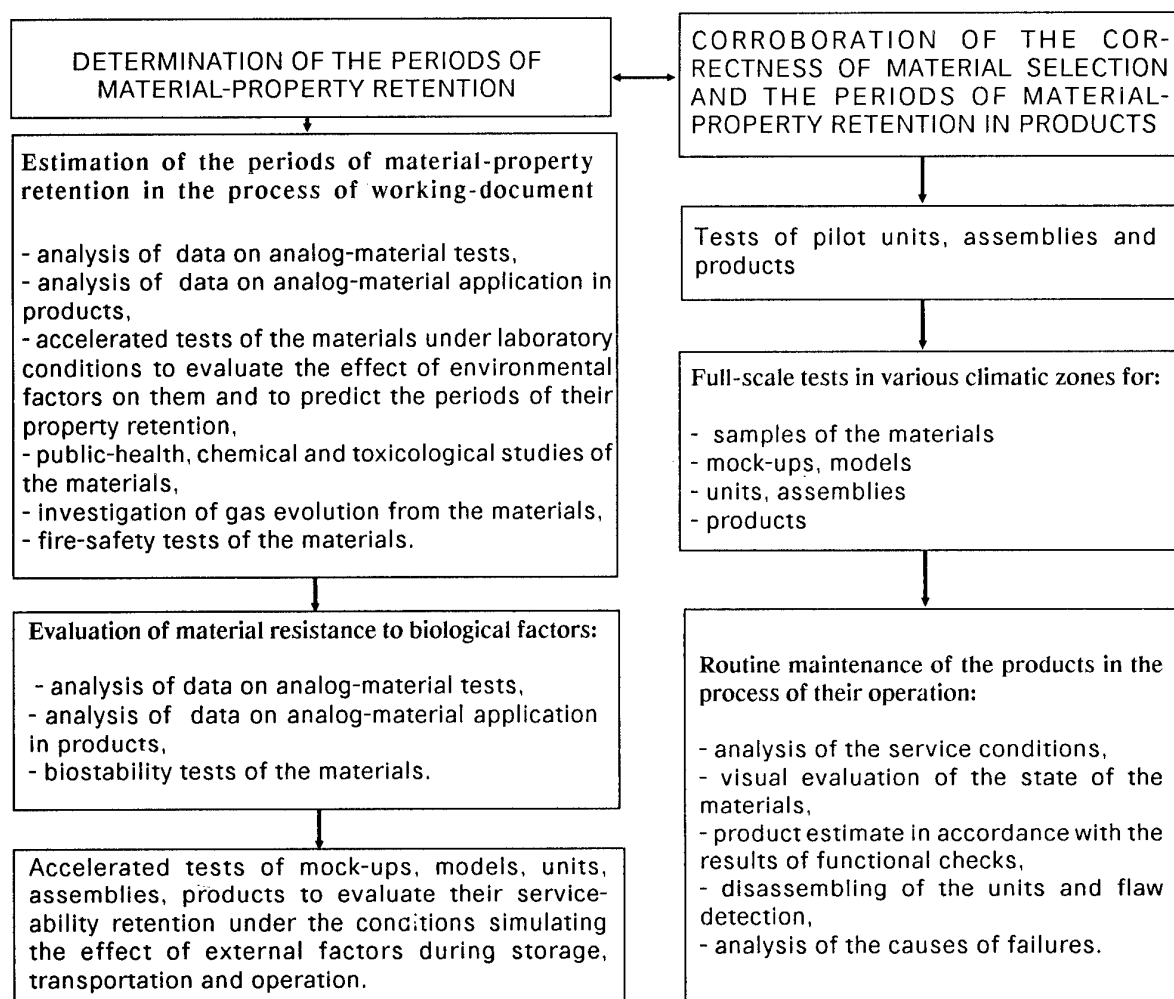 DETERMINATION OF THE PERIODS OF
MATERIAL-PROPERTY RETENTION
Estimation of the periods of material-property
retention in the process of working-document
- analysis of data on analog-material tests,
- analysis of data on analog-material application in
products,
- accelerated tests of the materials under laboratory
conditions to evaluate the effect of environmental
factors on them and to predict the periods of their
property retention,
- public-health, chemical and toxicological studies of
the materials,
- investigation of gas evolution from the materials,
- fire-safety tests of the materials.
Evaluation of material resistance to biological factors:
- analysis of data on analog-material tests,
- analysis of data on analog-material application
in products,
- biostability tests of the materials.
Accelerated tests of mock-ups, models, units,
assemblies, products to evaluate their service-
ability retention under the conditions simulating
the effect of external factors during storage,
transportation and operation.
CORROBORATION OF THE COR-
RECTNESS OF MATERIAL SELECTION
AND THE PERIODS OF MATERIAL-
PROPERTY RETENTION IN PRODUCTS
Tests of pilot units, assemblies and
products
Full-scale tests in various climatic zones for:
- samples of the materials
- mock-ups, models
- units, assemblies
- products
Routine maintenance of the products in the
process of their operation:
- analysis of the service conditions,
- visual evaluation of the state of the
materials,
- product estimate in accordance with the
results of functional checks,
- disassembling of the units and flaw
detection,
- analysis of the causes of failures.